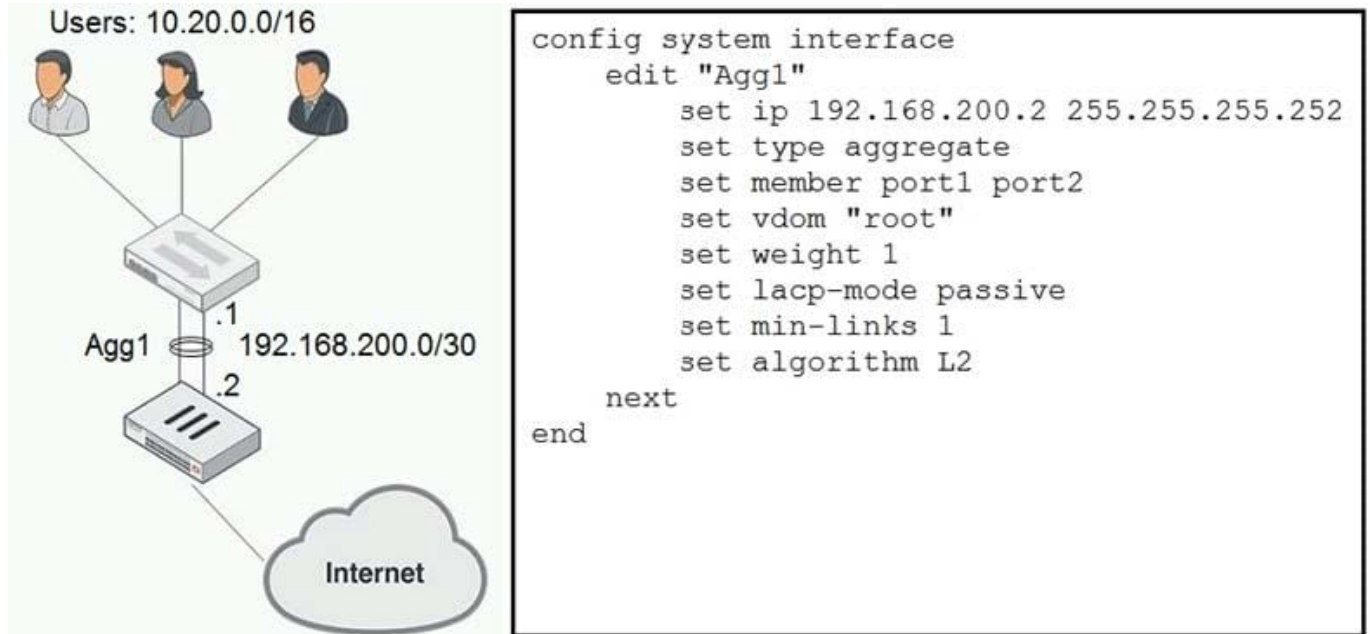 Users: 10.20.0.0/16
.1
Agg1 192.168.200.0/30
.2
Internet
config system interface
edit "Agg1"
set ip 192.168.200.2 255.255.255.252
set type aggregate
set member port1 port2
set vdom "root"
set weight 1
set lacp-mode passive
set min-links 1
set algorithm L2
next
end